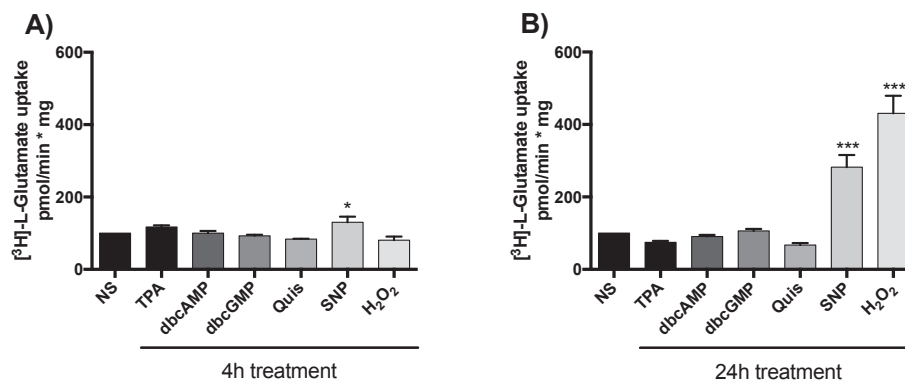 A)
[³H]-L-Glutamate uptake
pmol/min * mg
600
400
200
0
*
NS
TPA
dbcAMP
dbcGMP
Quis
SNP
H₂O₂
4h treatment
B)
[³H]-L-Glutamate uptake
pmol/min * mg
600
400
200
0
***
***
NS
TPA
dbcAMP
dbcGMP
Quis
SNP
H₂O₂
24h treatment